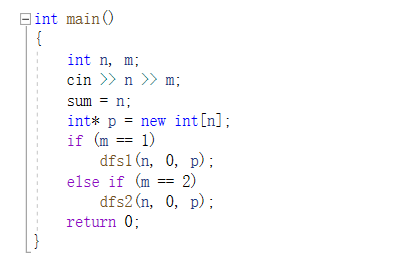 int main()
{
    int n, m;
    cin >> n >> m;
    sum = n;
    int* p = new int[n];
    if (m == 1)
        dfs1(n, 0, p);
    else if (m == 2)
        dfs2(n, 0, p);
    return 0;
}